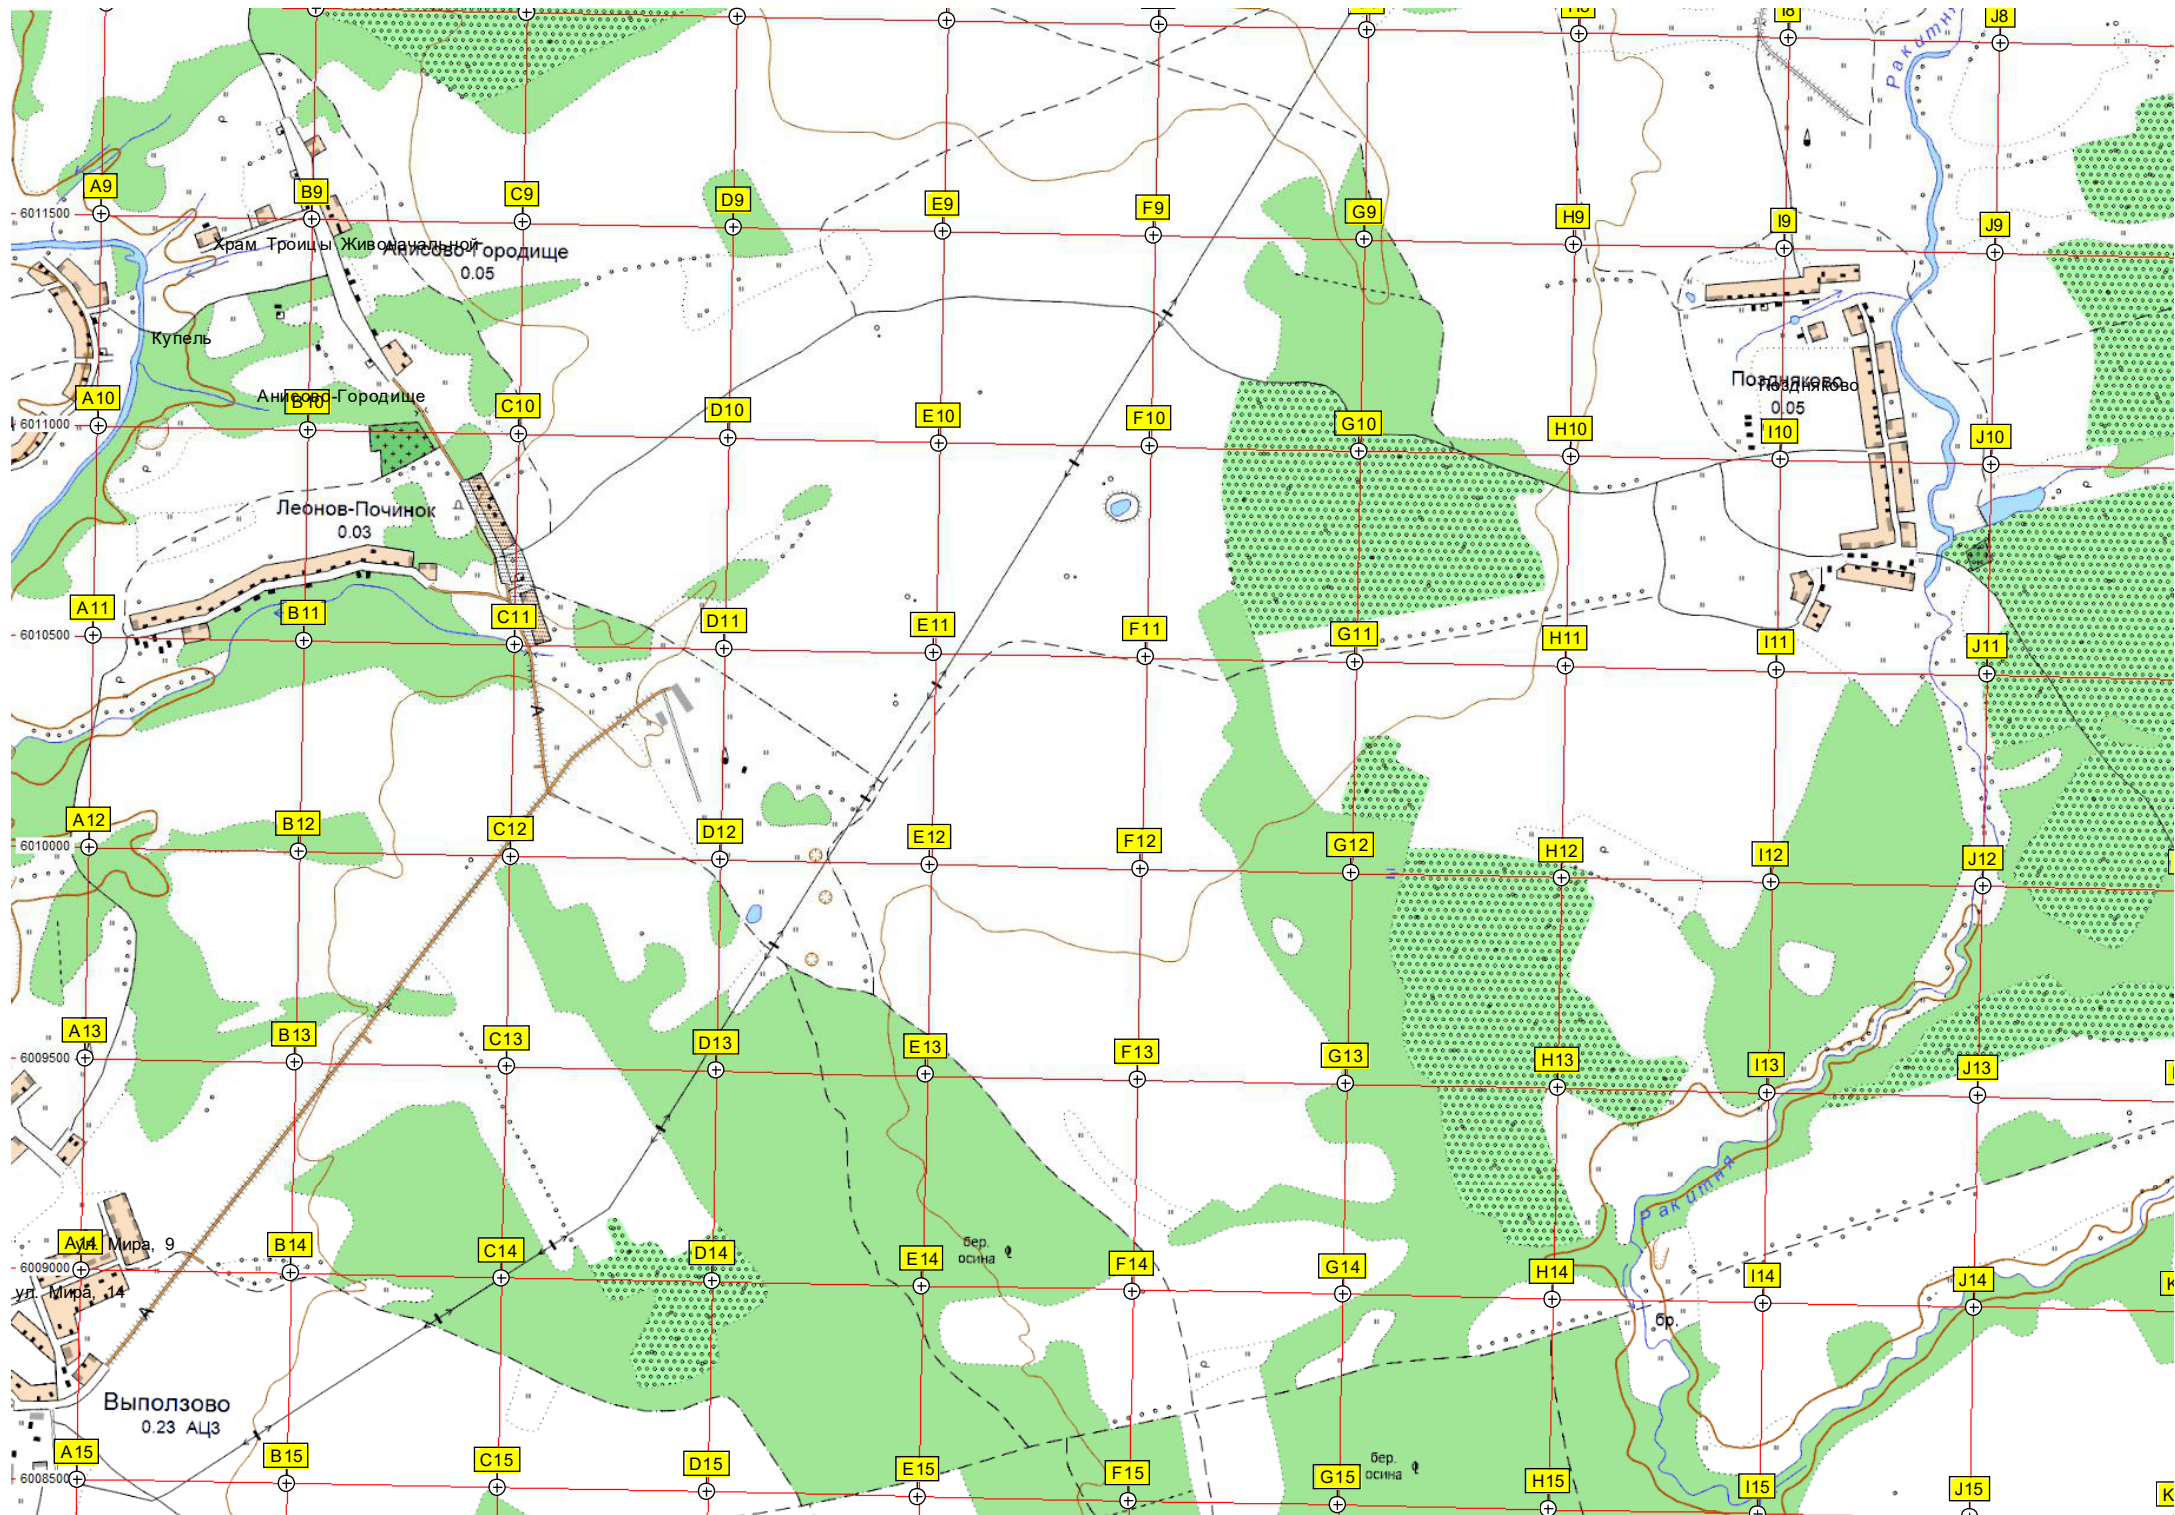 I8
J8
Ракитня
A9
B9
C9
D9
E9
F9
G9
H9
I9
J9
6011500
Храм Троицы Живоначальной
Анисово-Городище
0.05
Купель
Поздняково
Поздняково
0.05
A10
Анисово-Городище
B10
C10
D10
E10
F10
G10
H10
I10
J10
6011000
Леонов-Починок
0.03
A11
B11
C11
D11
E11
F11
G11
H11
I11
J11
6010500
А
A12
B12
C12
D12
E12
F12
G12
H12
I12
J12
6010000
A13
B13
C13
D13
E13
F13
G13
H13
I13
J13
6009500
Ракитня
A14
ул. Мира, 9
B14
C14
D14
E14
F14
G14
H14
I14
J14
K
бер.
осина
6009000
ул. Мира, 14
А
бр.
Выползово
0.23 АЦЗ
A15
B15
C15
D15
E15
F15
G15
H15
I15
J15
K
бер.
осина
6008500